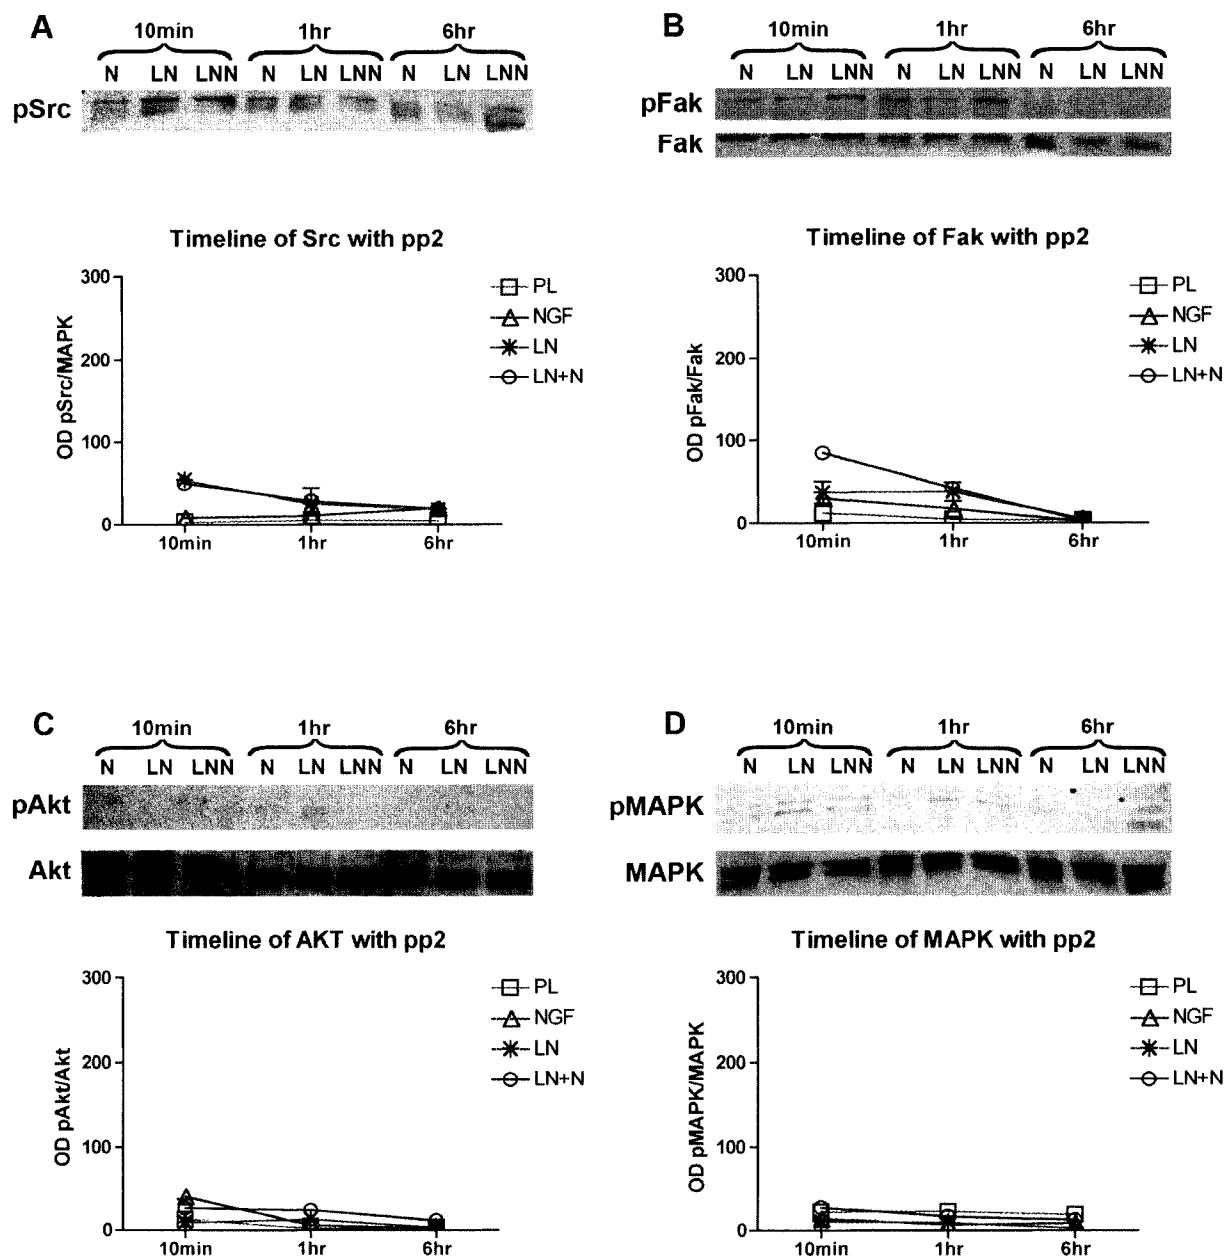 A
10min 1hr 6hr
N LN LNN N LN LNN N LN LNN
pSrc
Timeline of Src with pp2
300
200
100
0
OD pSrc/MAPK
10min 1hr 6hr
PL
NGF
LN
LN+N
B
10min 1hr 6hr
N LN LNN N LN LNN N LN LNN
pFak
Fak
Timeline of Fak with pp2
300
200
100
0
OD pFak/Fak
10min 1hr 6hr
PL
NGF
LN
LN+N
C
10min 1hr 6hr
N LN LNN N LN LNN N LN LNN
pAkt
Akt
Timeline of AKT with pp2
300
200
100
0
OD pAkt/Akt
10min 1hr 6hr
PL
NGF
LN
LN+N
D
10min 1hr 6hr
N LN LNN N LN LNN N LN LNN
pMAPK
MAPK
Timeline of MAPK with pp2
300
200
100
0
OD pMAPK/MAPK
10min 1hr 6hr
PL
NGF
LN
LN+N